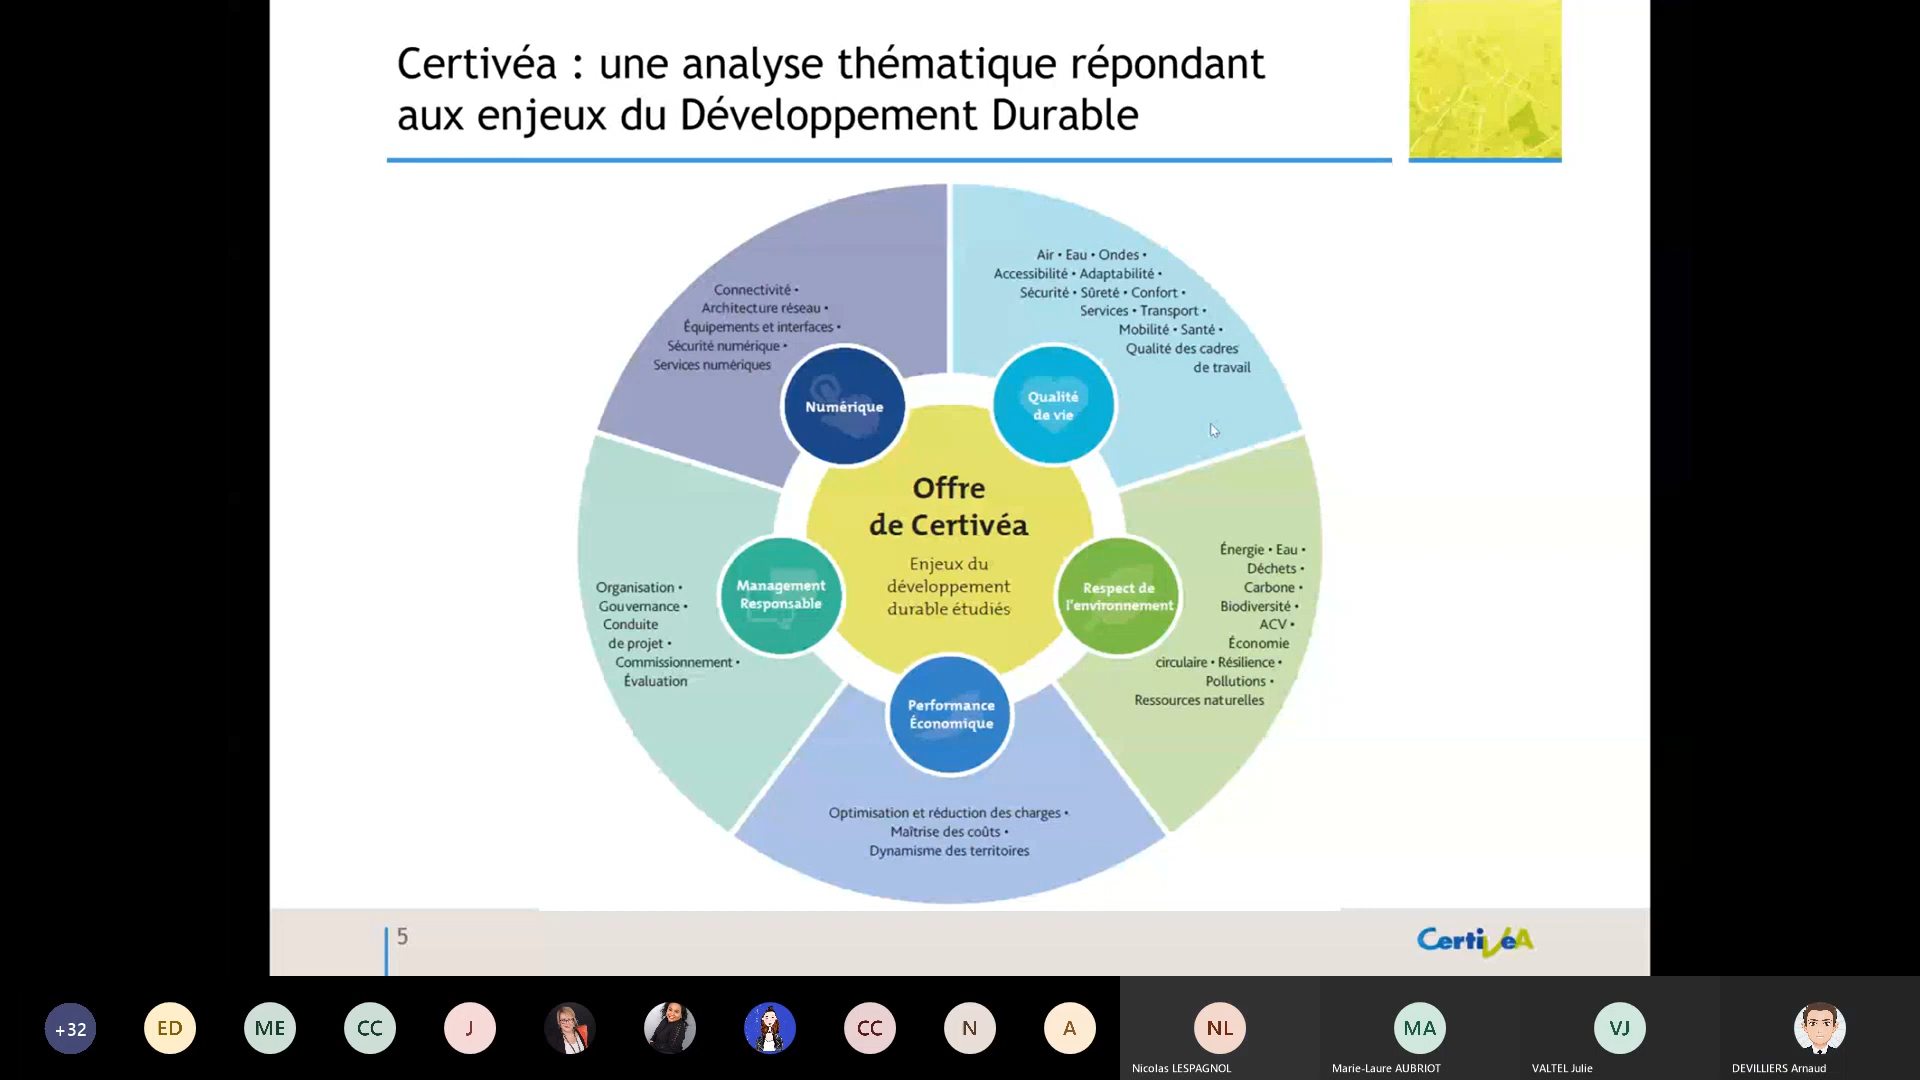 Certivéa : une analyse thématique répondant
aux enjeux du Développement Durable
Connectivité •
Architecture réseau •
Équipements et interfaces •
Sécurité numérique •
Services numériques
Numérique
Air • Eau • Ondes •
Accessibilité • Adaptabilité •
Sécurité • Sûreté • Confort •
Services • Transport •
Mobilité • Santé •
Qualité des cadres
de travail
Qualité
de vie
Offre
de Certivéa
Enjeux du
développement
durable étudiés
Organisation •
Gouvernance •
Conduite
de projet •
Commissionnement •
Évaluation
Management
Responsable
Respect de
l'environnement
Énergie • Eau •
Déchets •
Carbone •
Biodiversité •
ACV •
Économie
circulaire • Résilience •
Pollutions •
Ressources naturelles
Performance
Économique
Optimisation et réduction des charges •
Maîtrise des coûts •
Dynamisme des territoires
5
CertiVéA
+32
ED
ME
CC
J
CC
N
A
NL
MA
VJ
Nicolas LESPAGNOL
Marie-Laure AUBRIOT
VALTEL Julie
DEVILLIERS Arnaud